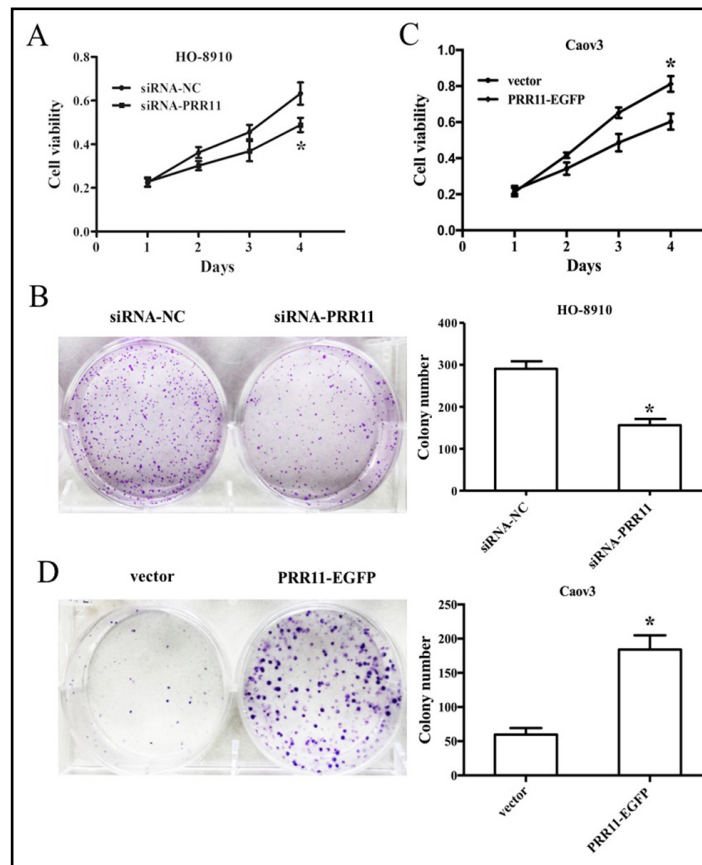 A
HO-8910
siRNA-NC
siRNA-PRR11
Cell viability
0.8
0.6
0.4
0.2
0.0
*
0 1 2 3 4
Days
C
Caov3
vector
PRR11-EGFP
Cell viability
1.0
0.8
0.6
0.4
0.2
0.0
*
0 1 2 3 4
Days
B
siRNA-NC siRNA-PRR11
HO-8910
Colony number
400
300
200
100
0
*
siRNA-NC
siRNA-PRR11
D
vector PRR11-EGFP
Caov3
Colony number
250
200
150
100
50
0
*
vector
PRR11-EGFP